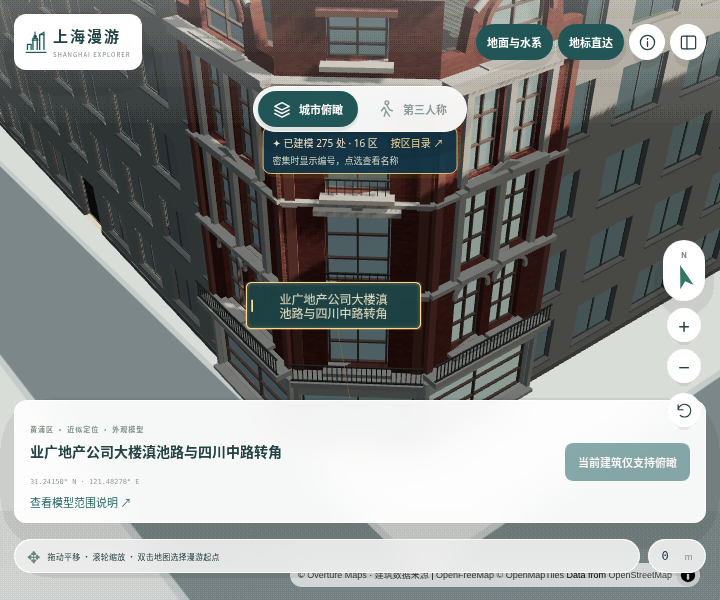 上海漫游
SHANGHAI EXPLORER
地面与水系
地标直达
城市俯瞰
第三人称
✦ 已建模 275 处 · 16 区 按区目录 ↗
密集时显示编号，点选查看名称
N
业广地产公司大楼滇
池路与四川中路转角
+
−
黄浦区 · 近似定位 · 外观模型
业广地产公司大楼滇池路与四川中路转角
31.24150° N · 121.48278° E
查看模型范围说明 ↗
当前建筑仅支持俯瞰
拖动平移 · 滚轮缩放 · 双击地图选择漫游起点
0 m
© Overture Maps · 建筑数据来源 | OpenFreeMap © OpenMapTiles Data from OpenStreetMap